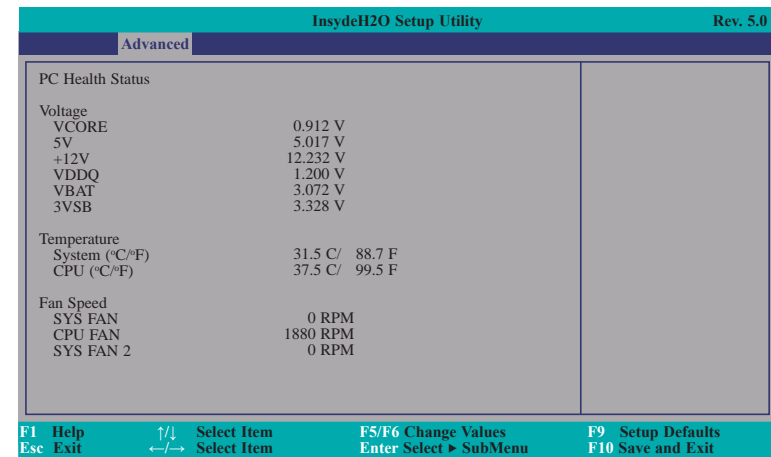 InsydeH2O Setup Utility Rev. 5.0
Advanced
PC Health Status
Voltage
VCORE 0.912 V
5V 5.017 V
+12V 12.232 V
VDDQ 1.200 V
VBAT 3.072 V
3VSB 3.328 V
Temperature
System (°C/°F) 31.5 C/ 88.7 F
CPU (°C/°F) 37.5 C/ 99.5 F
Fan Speed
SYS FAN 0 RPM
CPU FAN 1880 RPM
SYS FAN 2 0 RPM
F1 Help ↑/↓ Select Item F5/F6 Change Values F9 Setup Defaults
Esc Exit ←/→ Select Item Enter Select ► SubMenu F10 Save and Exit